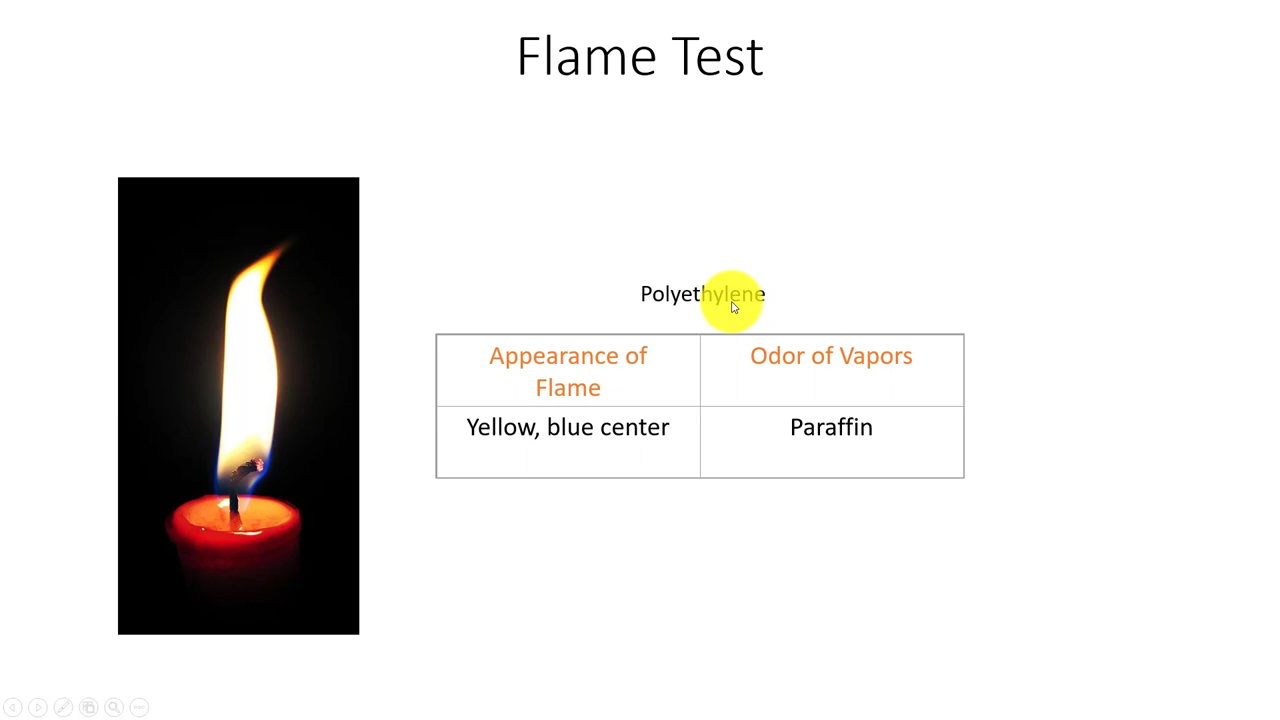 Flame Test
Polyethylene
Appearance of
Flame
Odor of Vapors
Yellow, blue center
Paraffin